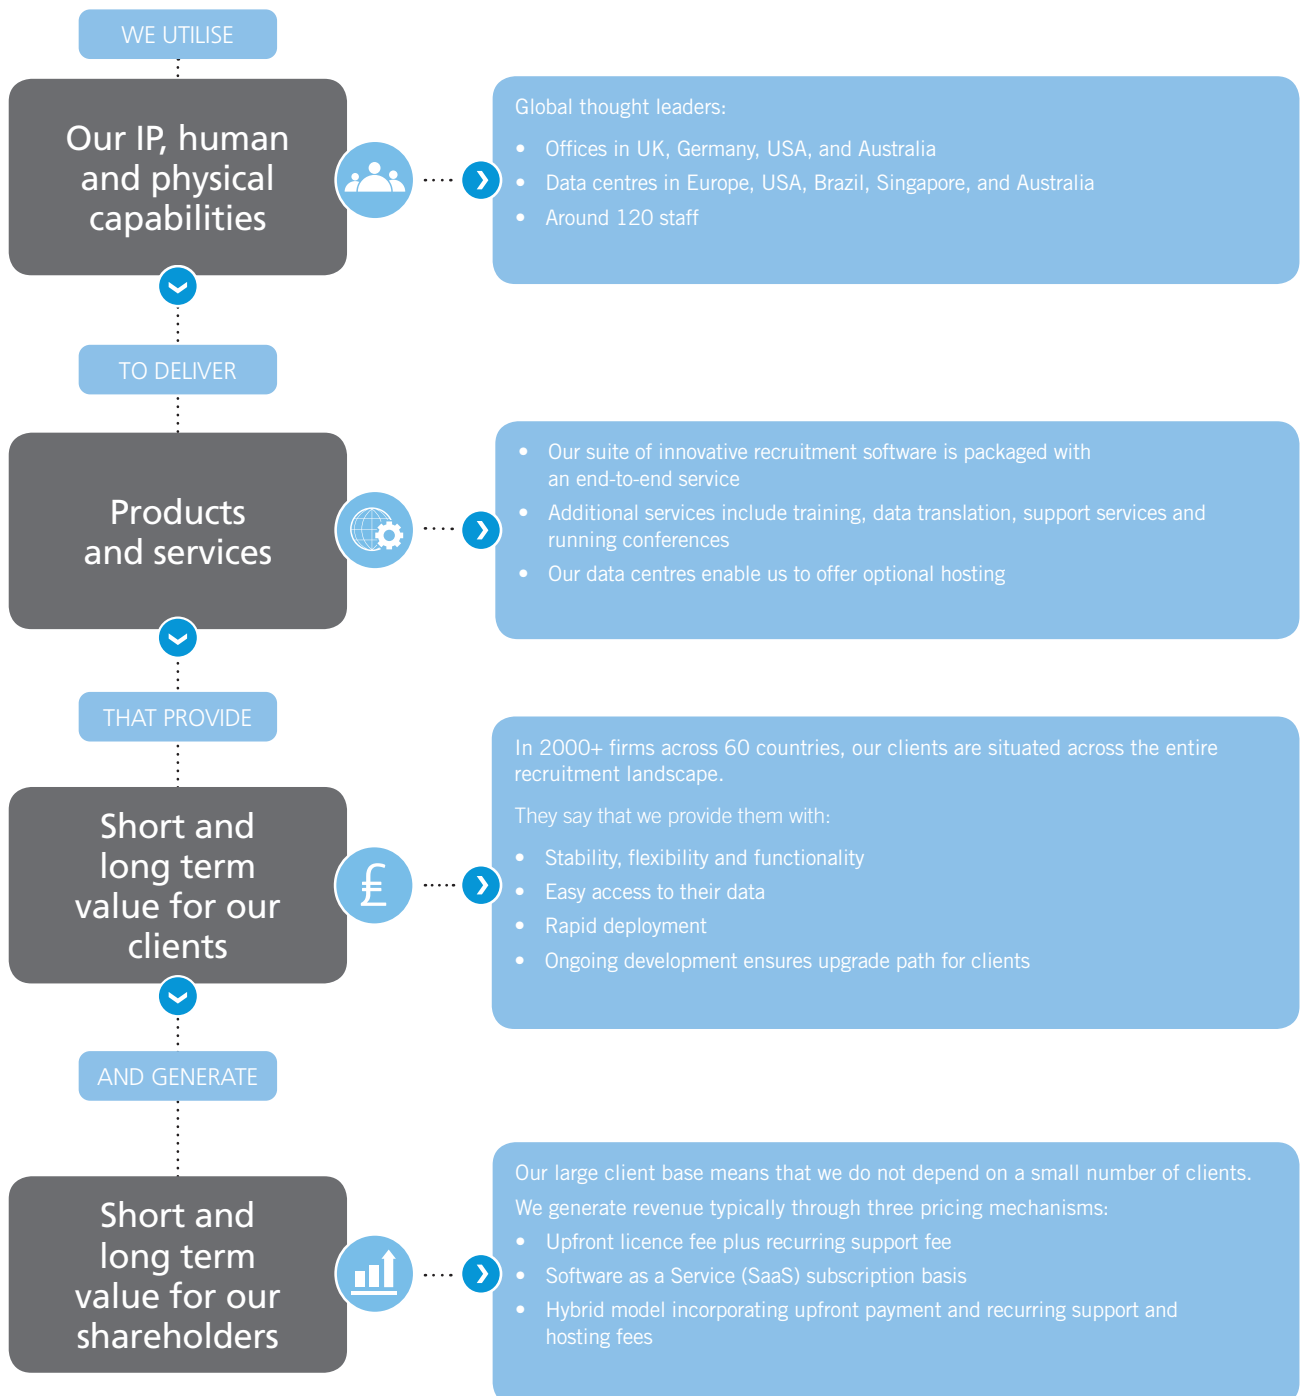 WE UTILISE
Our IP, human
and physical
capabilities
Global thought leaders:
• Offices in UK, Germany, USA, and Australia
• Data centres in Europe, USA, Brazil, Singapore, and Australia
• Around 120 staff
TO DELIVER
Products
and services
• Our suite of innovative recruitment software is packaged with
an end-to-end service
• Additional services include training, data translation, support services and
running conferences
• Our data centres enable us to offer optional hosting
THAT PROVIDE
Short and
long term
value for our
clients
£
In 2000+ firms across 60 countries, our clients are situated across the entire
recruitment landscape.
They say that we provide them with:
• Stability, flexibility and functionality
• Easy access to their data
• Rapid deployment
• Ongoing development ensures upgrade path for clients
AND GENERATE
Short and
long term
value for our
shareholders
Our large client base means that we do not depend on a small number of clients.
We generate revenue typically through three pricing mechanisms:
• Upfront licence fee plus recurring support fee
• Software as a Service (SaaS) subscription basis
• Hybrid model incorporating upfront payment and recurring support and
hosting fees